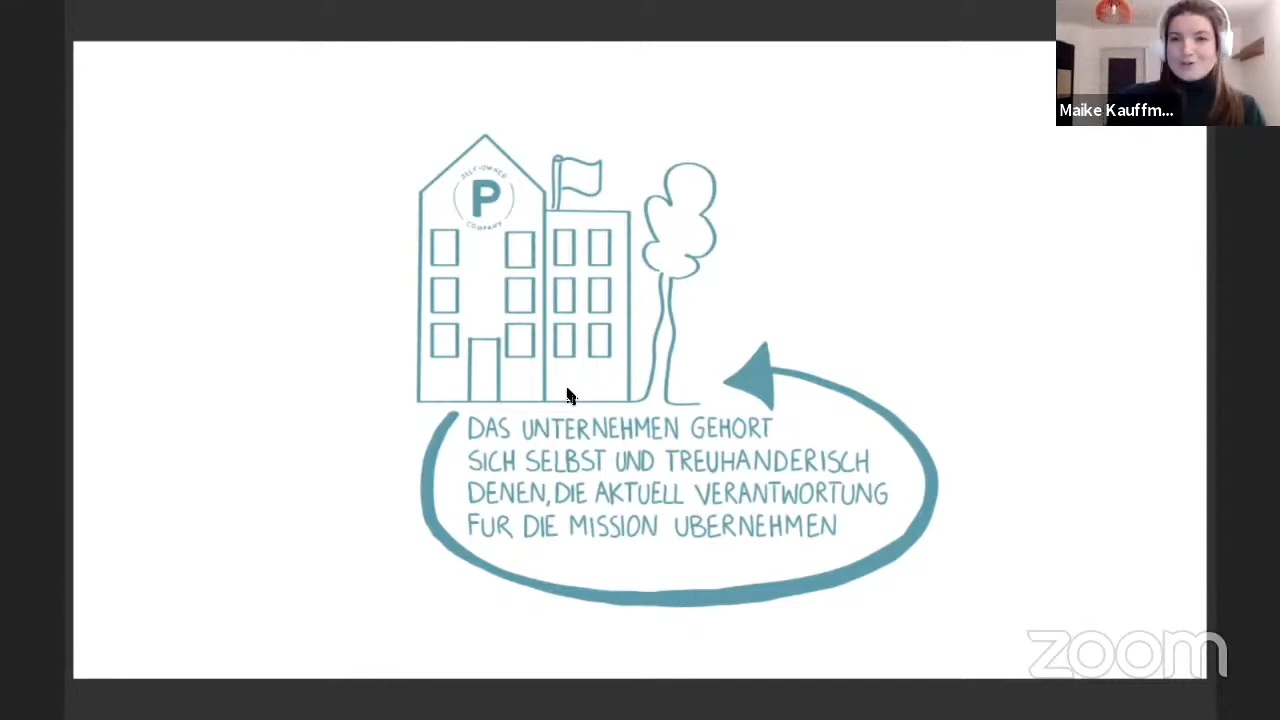 Maike Kauffm...
SELF-OWNED
P
COMPANY
DAS UNTERNEHMEN GEHORT
SICH SELBST UND TREUHANDERISCH
DENEN, DIE AKTUELL VERANTWORTUNG
FUR DIE MISSION UBERNEHMEN
zoom